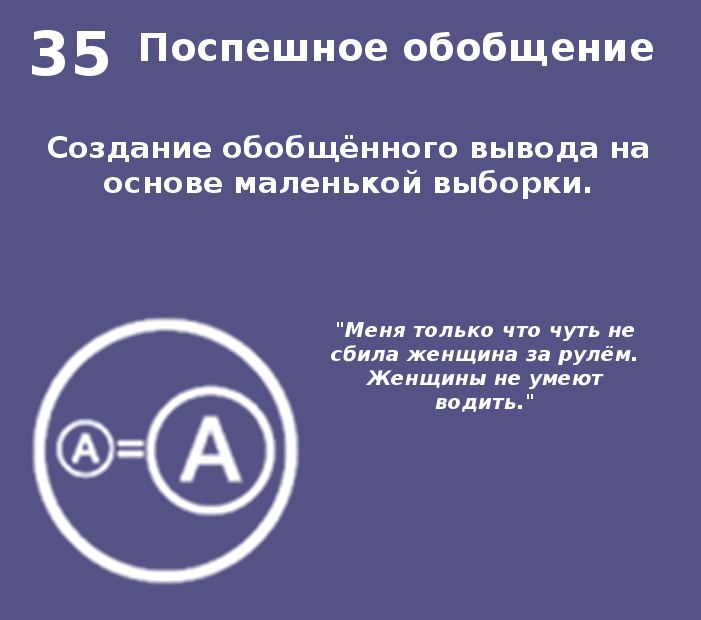 35 Поспешное обобщение
Создание обобщённого вывода на
основе маленькой выборки.
"Меня только что чуть не
сбила женщина за рулём.
Женщины не умеют
водить."
A=A